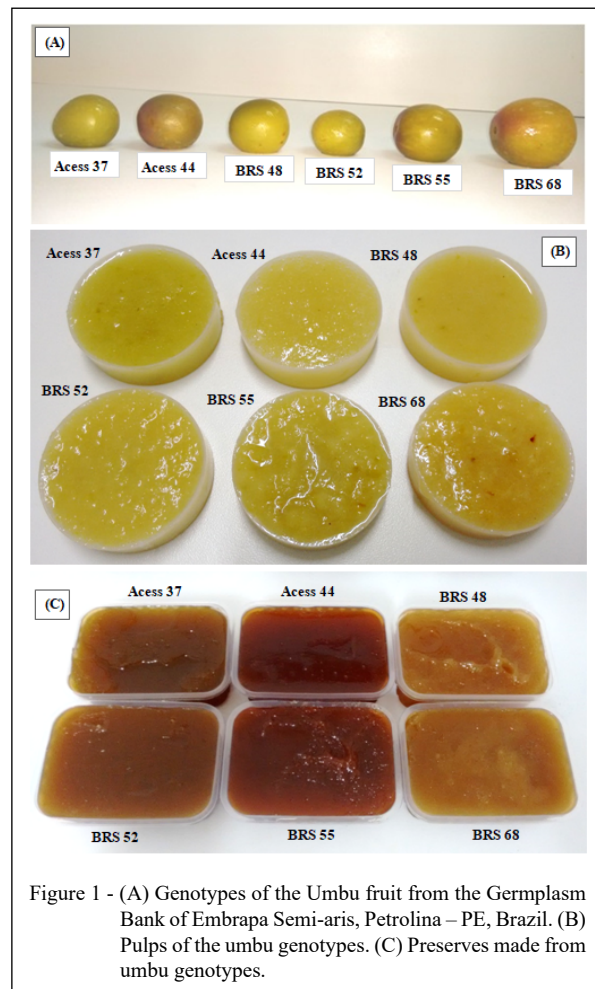 (A)
Acess 37
Acess 44
BRS 48
BRS 52
BRS 55
BRS 68
Acess 37
Acess 44
BRS 48
(B)
BRS 52
BRS 55
BRS 68
(C)
Acess 37
Acess 44
BRS 48
BRS 52
BRS 55
BRS 68
Figure 1 - (A) Genotypes of the Umbu fruit from the Germplasm
Bank of Embrapa Semi-aris, Petrolina – PE, Brazil. (B)
Pulps of the umbu genotypes. (C) Preserves made from
umbu genotypes.